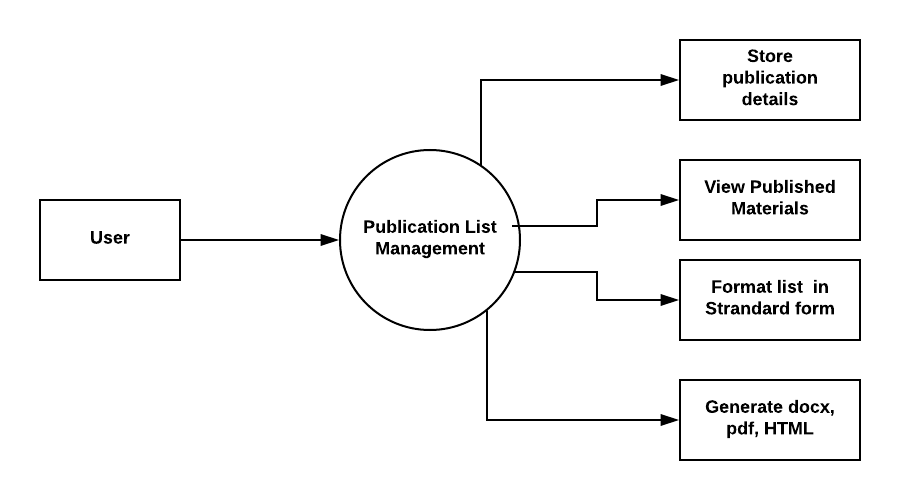 User
Publication List
Management
Store
publication
details
View Published
Materials
Format list  in
Strandard form
Generate docx,
pdf, HTML